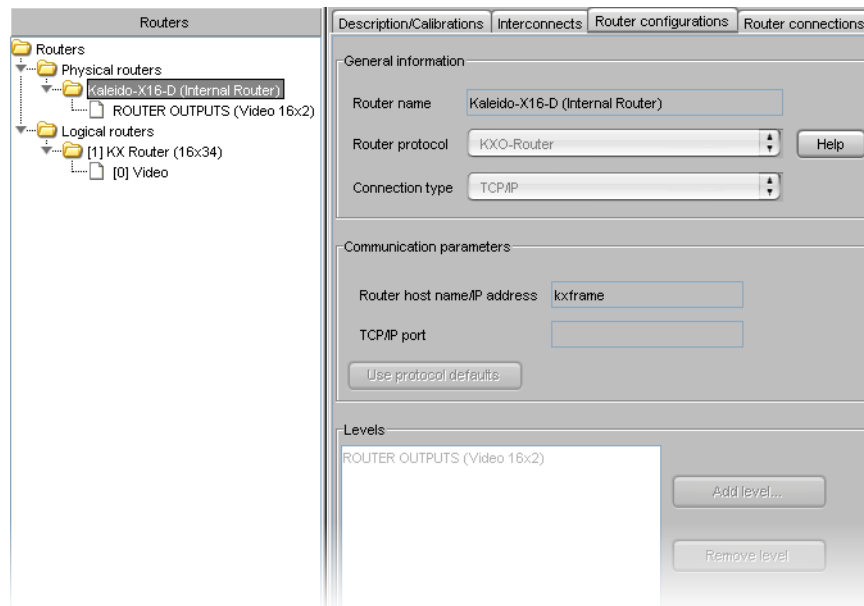 Routers
Routers
Physical routers
Kaleido-X16-D (Internal Router)
ROUTER OUTPUTS (Video 16x2)
Logical routers
[1] KX Router (16x34)
[0] Video
Description/Calibrations
Interconnects
Router configurations
Router connections
General information
Router name
Kaleido-X16-D (Internal Router)
Router protocol
KXO-Router
Help
Connection type
TCP/IP
Communication parameters
Router host name/IP address
kxframe
TCP/IP port
Use protocol defaults
Levels
ROUTER OUTPUTS (Video 16x2)
Add level...
Remove level